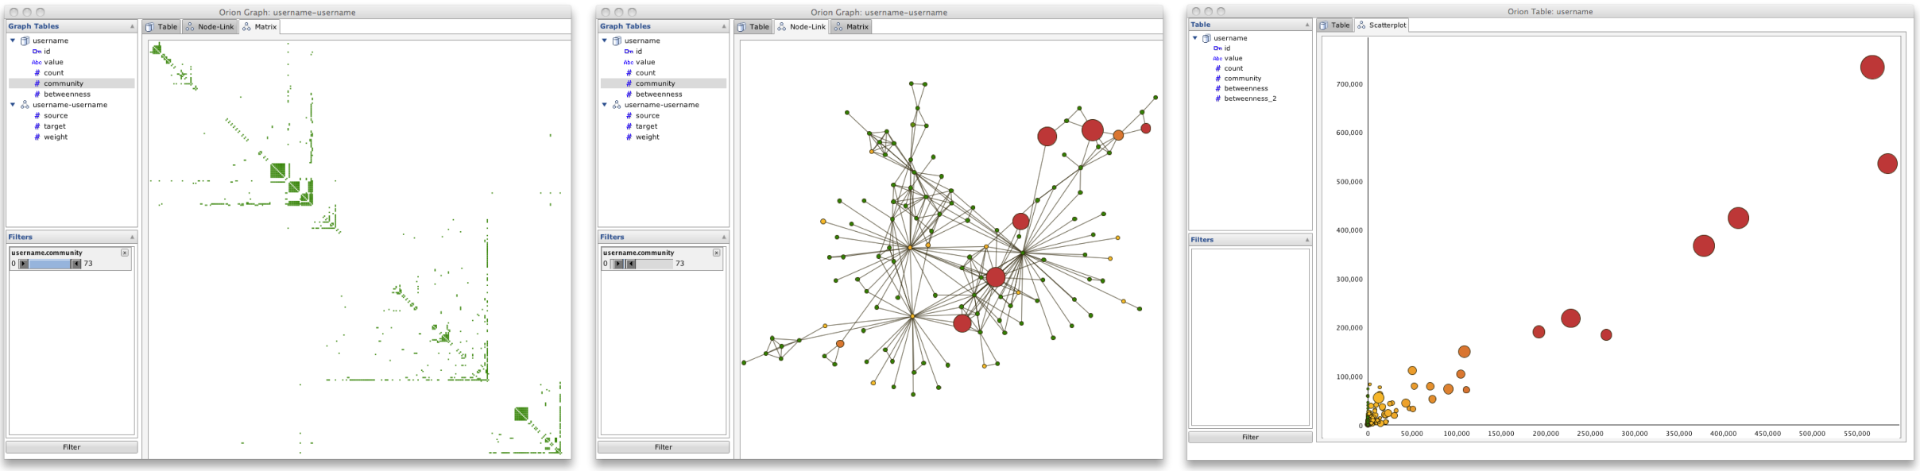 Orion Graph: username-username
Graph Tables
Table
Node-Link
Matrix
username
id
Abc value
# count
# community
# betweenness
username-username
# source
# target
# weight
Filters
username.community
0 73
Filter
Orion Graph: username-username
Graph Tables
Table
Node-Link
Matrix
username
id
Abc value
# count
# community
# betweenness
username-username
# source
# target
# weight
Filters
username.community
0 73
Filter
Orion Table: username
Table
Table
Scatterplot
username
id
Abc value
# count
# community
# betweenness
# betweenness_2
Filters
Filter
700,000
600,000
500,000
400,000
300,000
200,000
100,000
0
0 50,000 100,000 150,000 200,000 250,000 300,000 350,000 400,000 450,000 500,000 550,000